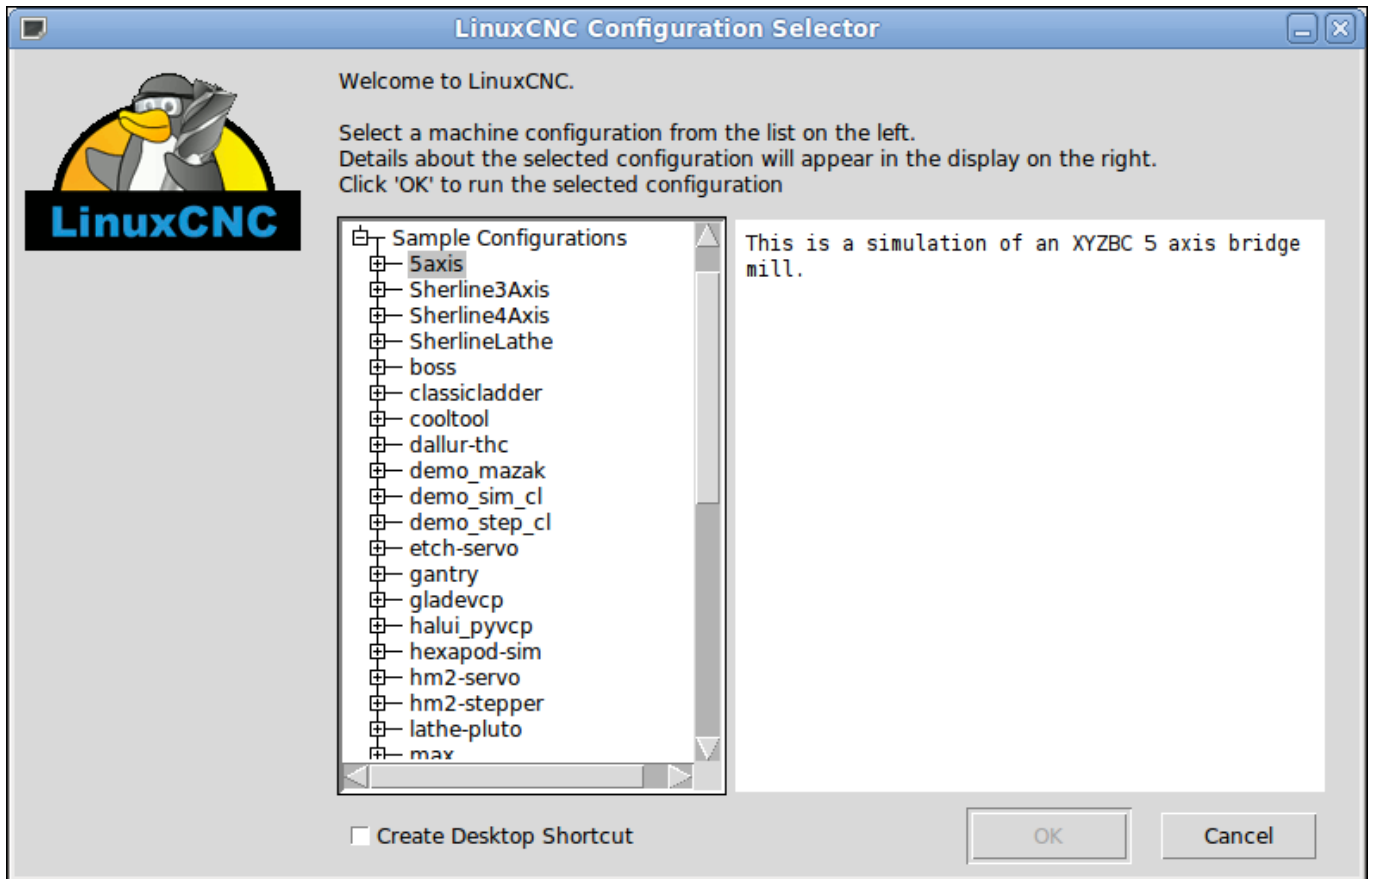 LinuxCNC Configuration Selector
LinuxCNC
Welcome to LinuxCNC.
Select a machine configuration from the list on the left.
Details about the selected configuration will appear in the display on the right.
Click 'OK' to run the selected configuration
Sample Configurations
5axis
Sherline3Axis
Sherline4Axis
SherlineLathe
boss
classicladder
cooltool
dallur-thc
demo_mazak
demo_sim_cl
demo_step_cl
etch-servo
gantry
gladevcp
halui_pyvcp
hexapod-sim
hm2-servo
hm2-stepper
lathe-pluto
max
This is a simulation of an XYZBC 5 axis bridge
mill.
Create Desktop Shortcut
OK
Cancel